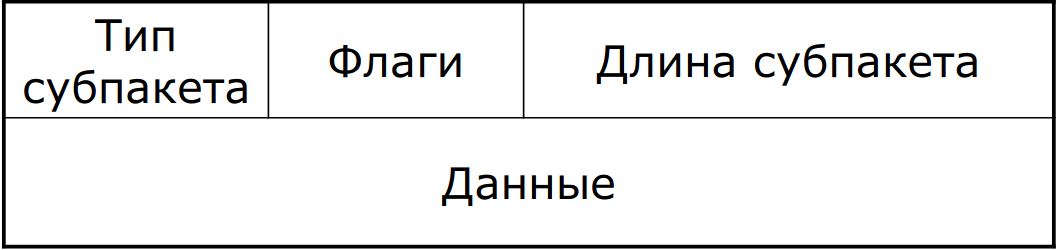 Тип
субпакета
Флаги
Длина субпакета
Данные